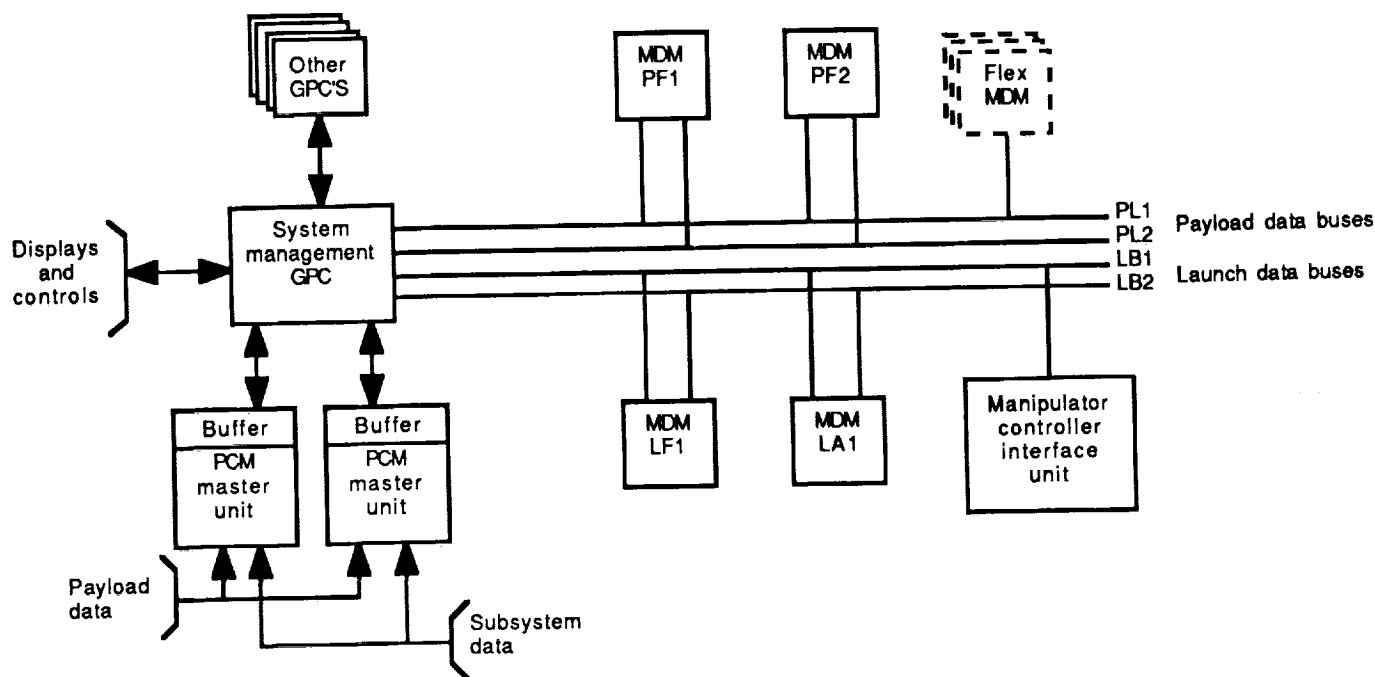 Other
GPC'S
MDM
PF1
MDM
PF2
Flex
MDM
System
management
GPC
Displays
and
controls
PL1
PL2
Payload data buses
LB1
LB2
Launch data buses
Buffer
PCM
master
unit
Buffer
PCM
master
unit
MDM
LF1
MDM
LA1
Manipulator
controller
interface
unit
Payload
data
Subsystem
data